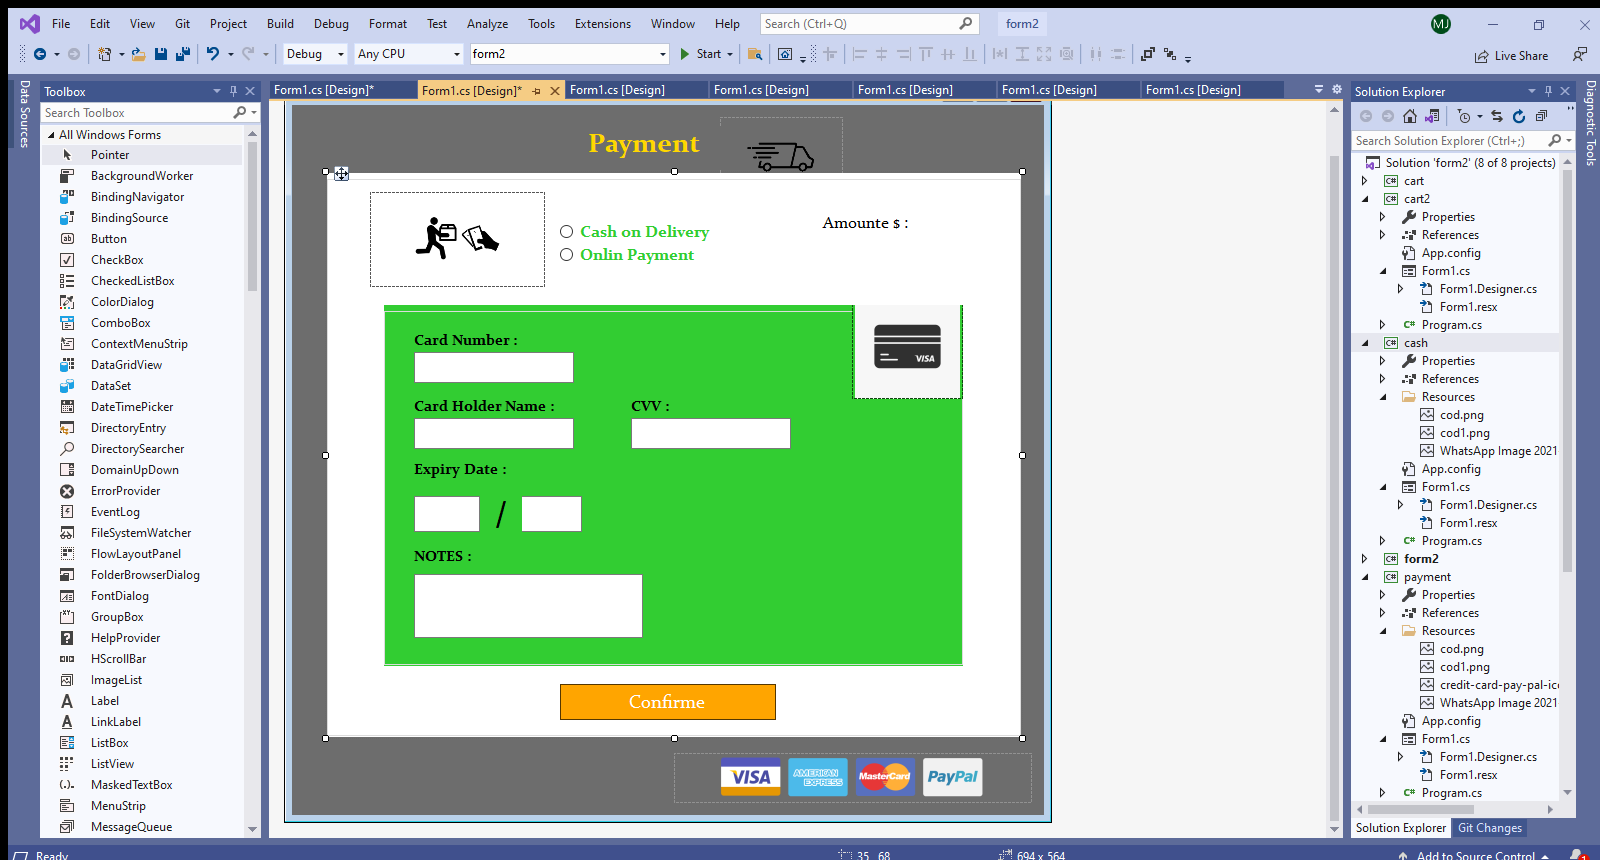 File Edit View Git Project Build Debug Format Test Analyze Tools Extensions Window Help Search (Ctrl+Q) form2 MJ
Debug Any CPU form2 Start Live Share
Data Sources
Toolbox
Search Toolbox
All Windows Forms
Pointer
BackgroundWorker
BindingNavigator
BindingSource
Button
CheckBox
CheckedListBox
ColorDialog
ComboBox
ContextMenuStrip
DataGridView
DataSet
DateTimePicker
DirectoryEntry
DirectorySearcher
DomainUpDown
ErrorProvider
EventLog
FileSystemWatcher
FlowLayoutPanel
FolderBrowserDialog
FontDialog
GroupBox
HelpProvider
HScrollBar
ImageList
Label
LinkLabel
ListBox
ListView
MaskedTextBox
MenuStrip
MessageQueue
Form1.cs [Design]* Form1.cs [Design]* Form1.cs [Design] Form1.cs [Design] Form1.cs [Design] Form1.cs [Design] Form1.cs [Design]
Payment
Cash on Delivery
Onlin Payment
Amounte $ :
Card Number :
VISA
Card Holder Name : CVV :
Expiry Date :
/
NOTES :
Confirme
VISA AMERICAN EXPRESS MasterCard PayPal
Solution Explorer
Search Solution Explorer (Ctrl+;)
Solution 'form2' (8 of 8 projects)
C# cart
C# cart2
Properties
References
App.config
Form1.cs
Form1.Designer.cs
Form1.resx
C# Program.cs
C# cash
Properties
References
Resources
cod.png
cod1.png
WhatsApp Image 2021
App.config
Form1.cs
Form1.Designer.cs
Form1.resx
C# Program.cs
C# form2
C# payment
Properties
References
Resources
cod.png
cod1.png
credit-card-pay-pal-ic
WhatsApp Image 2021
App.config
Form1.cs
Form1.Designer.cs
Form1.resx
C# Program.cs
Solution Explorer Git Changes
Diagnostic Tools
Ready 35 , 68 694 x 564 Add to Source Control 1